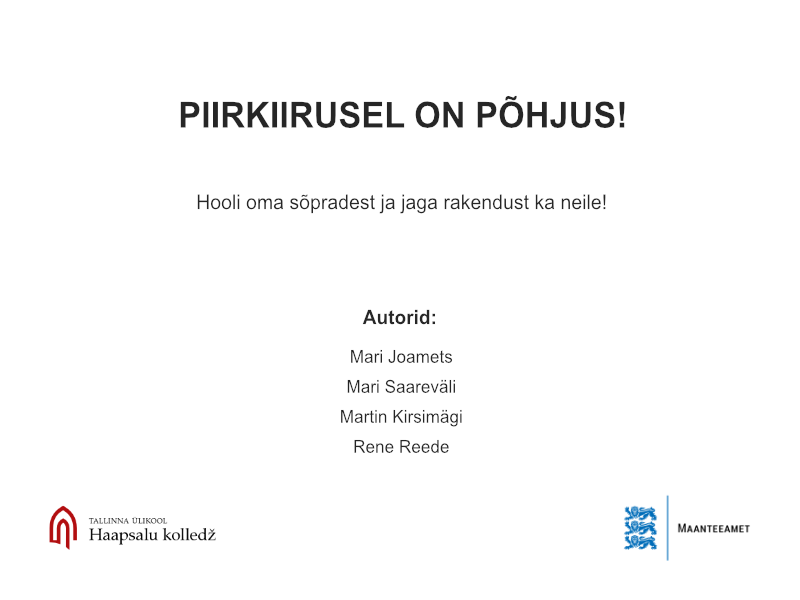 PIIRKIIRUSEL ON PÕHJUS!
Hooli oma sõpradest ja jaga rakendust ka neile!
Autorid:
Mari Joamets
Mari Saareväli
Martin Kirsimägi
Rene Reede
TALLINNA ÜLIKOOL
Haapsalu kolledž
MAANTEEAMET